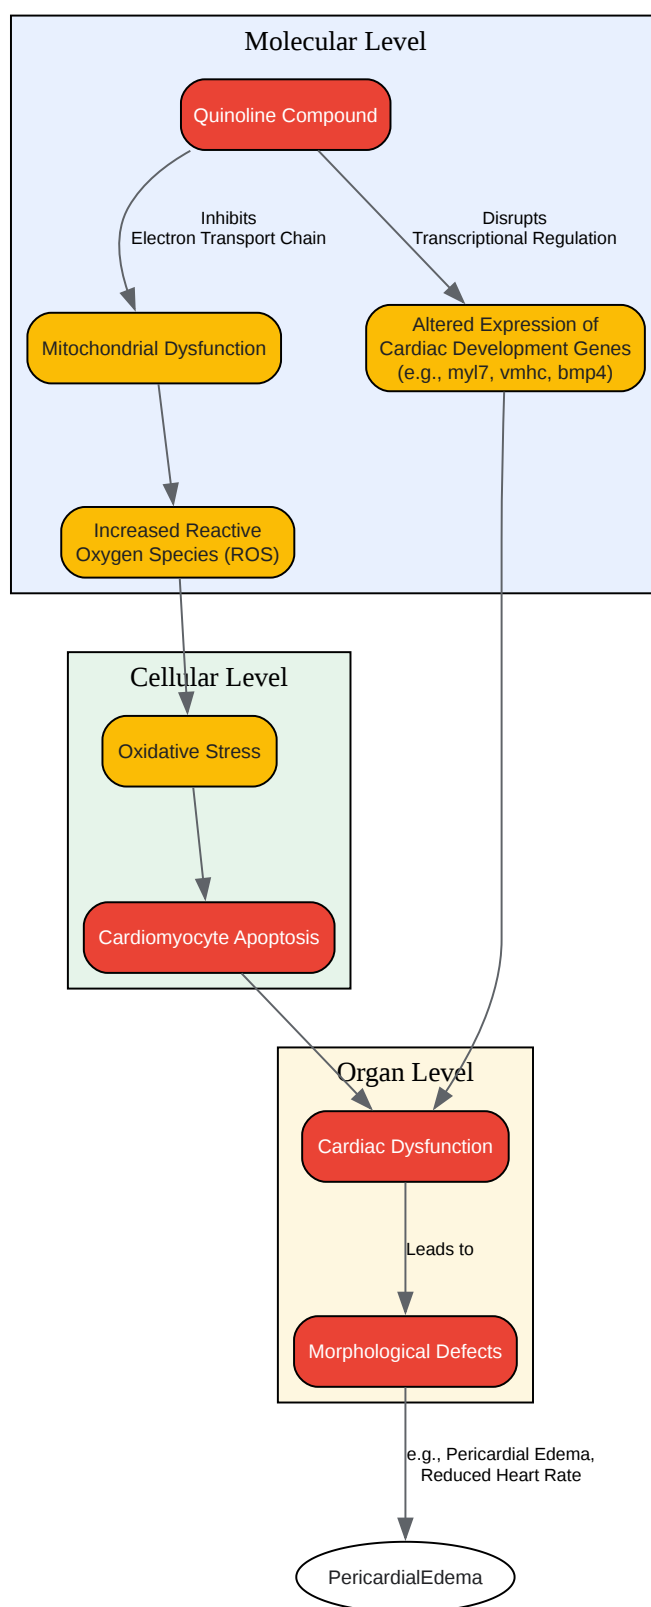 Molecular Level
Quinoline Compound
Inhibits
Electron Transport Chain
Disrupts
Transcriptional Regulation
Mitochondrial Dysfunction
Altered Expression of
Cardiac Development Genes
(e.g., myl7, vmhc, bmp4)
Increased Reactive
Oxygen Species (ROS)
Cellular Level
Oxidative Stress
Cardiomyocyte Apoptosis
Organ Level
Cardiac Dysfunction
Leads to
Morphological Defects
e.g., Pericardial Edema,
Reduced Heart Rate
PericardialEdema